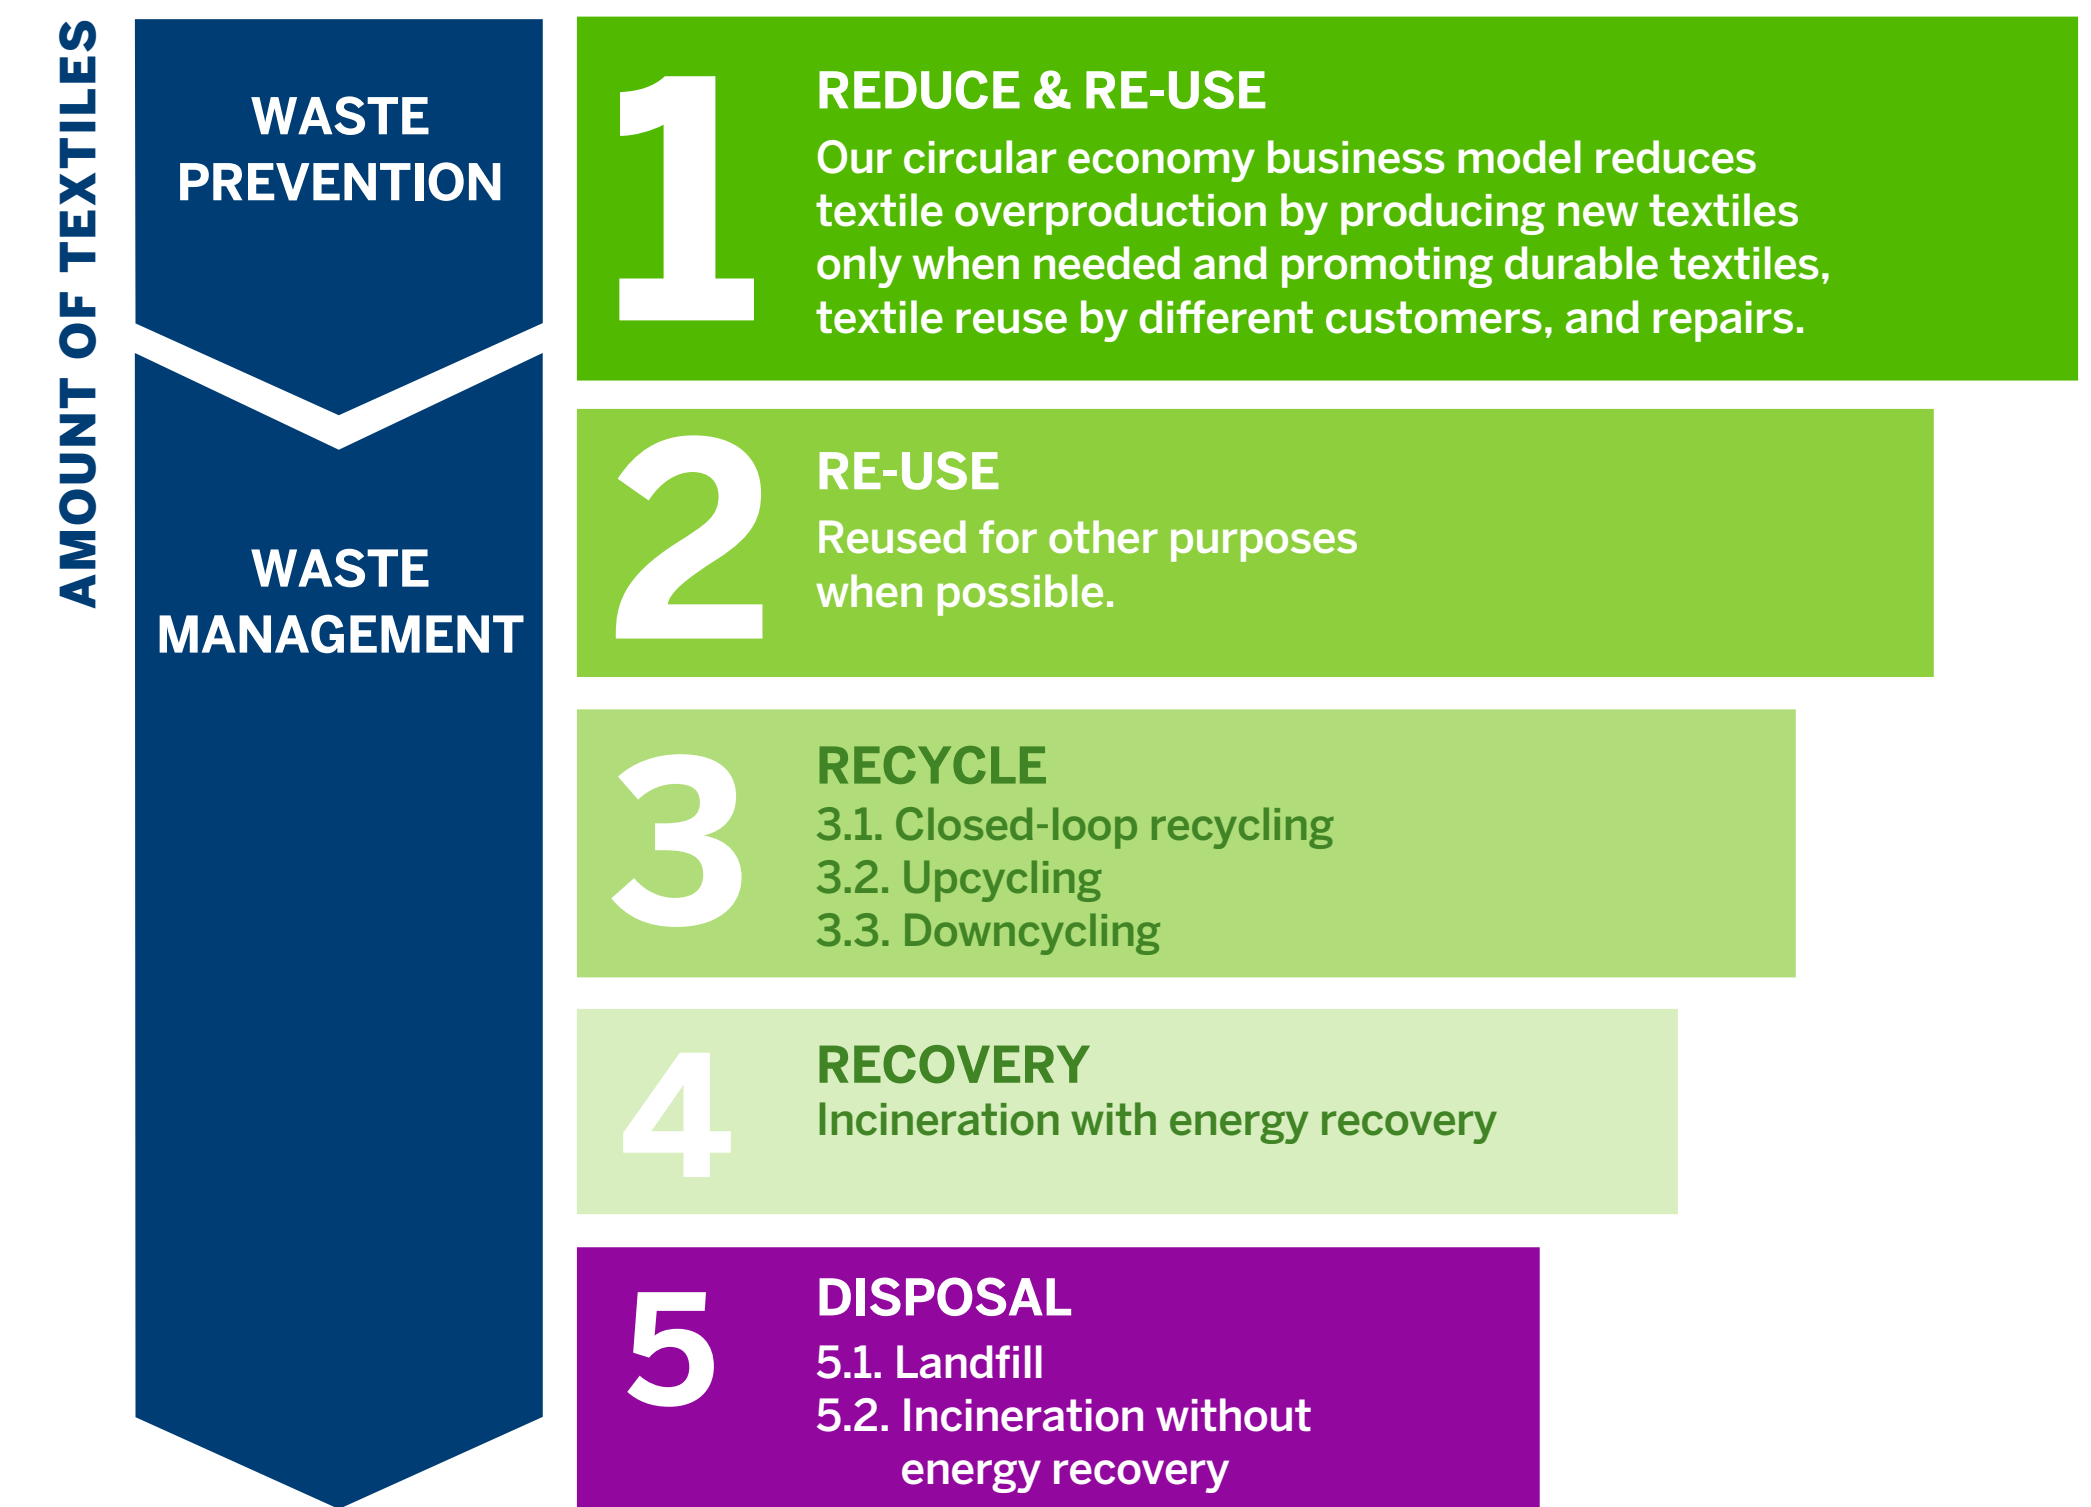 AMOUNT OF TEXTILES
WASTE
PREVENTION
WASTE
MANAGEMENT
1
REDUCE & RE-USE
Our circular economy business model reduces
textile overproduction by producing new textiles
only when needed and promoting durable textiles,
textile reuse by different customers, and repairs.
2
RE-USE
Reused for other purposes
when possible.
3
RECYCLE
3.1. Closed-loop recycling
3.2. Upcycling
3.3. Downcycling
4
RECOVERY
Incineration with energy recovery
5
DISPOSAL
5.1. Landfill
5.2. Incineration without
energy recovery